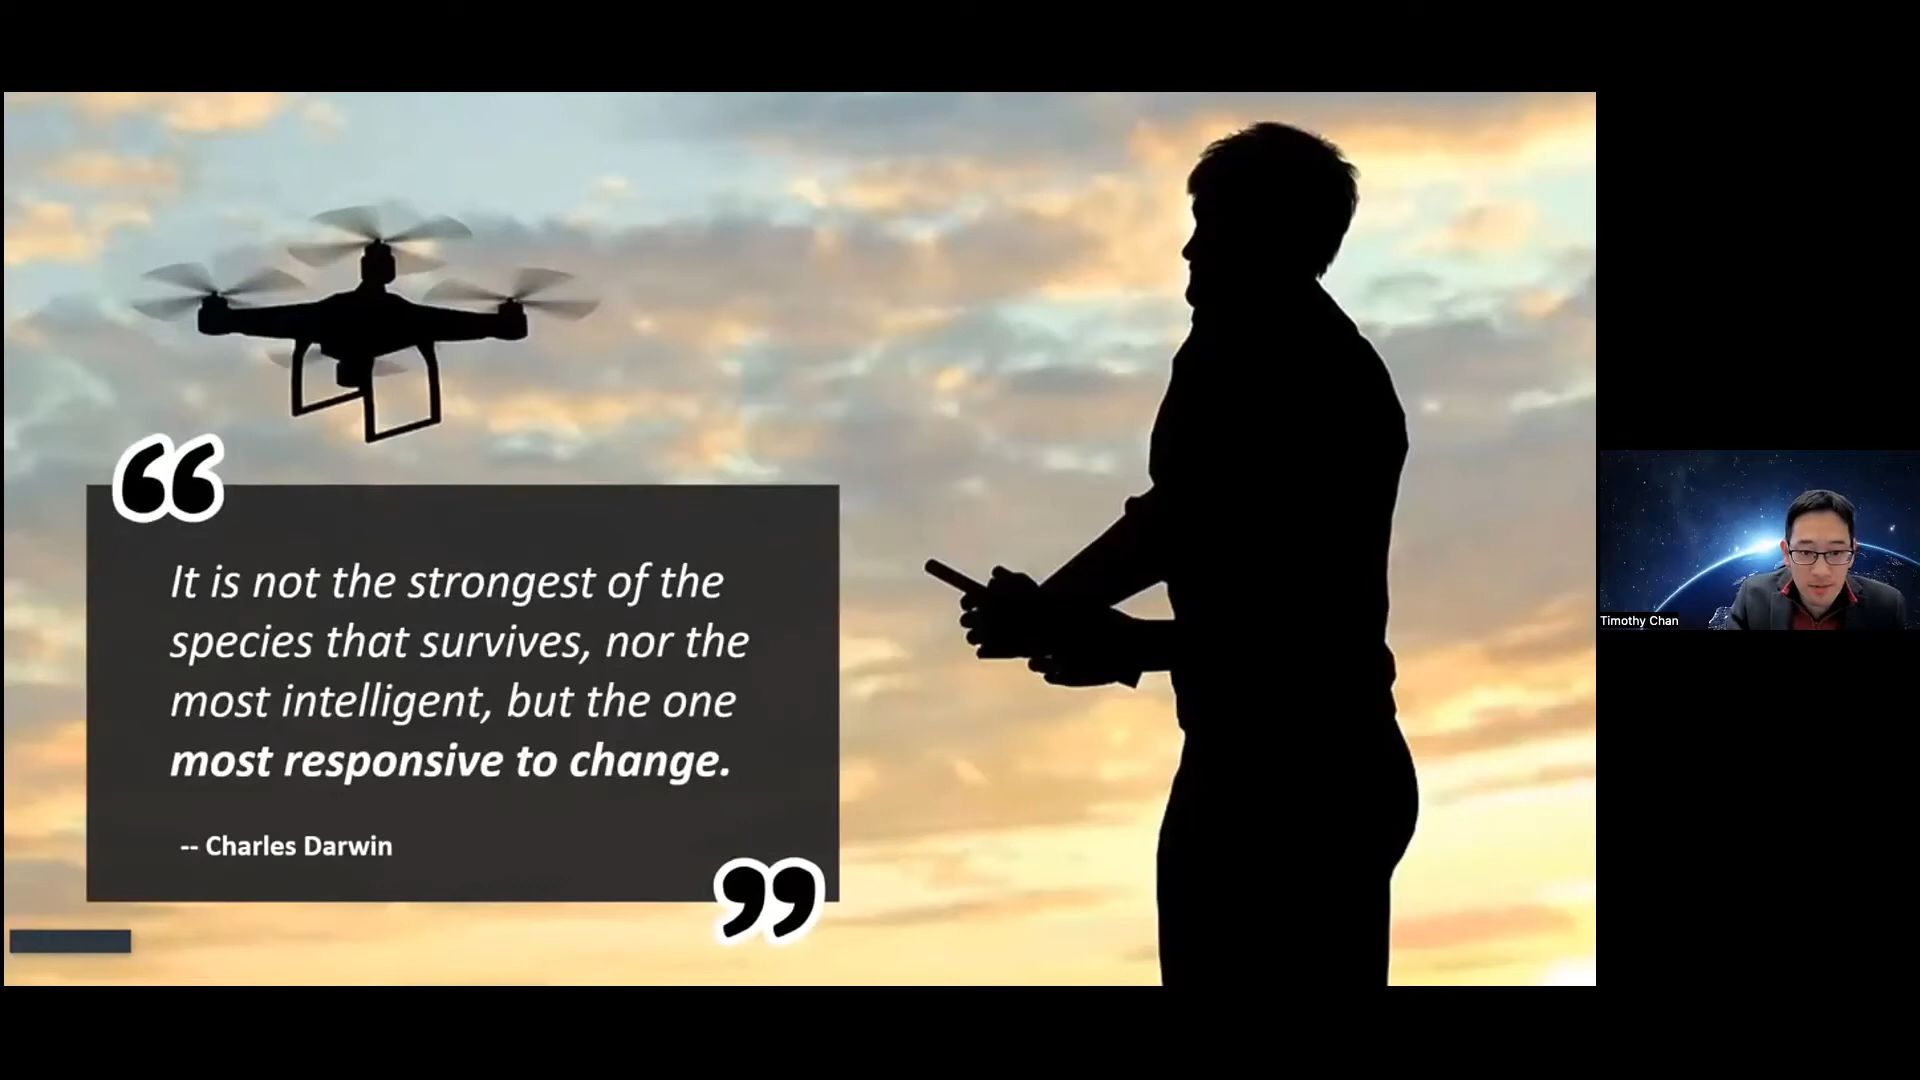 “
It is not the strongest of the
species that survives, nor the
most intelligent, but the one
most responsive to change.
-- Charles Darwin
”
Timothy Chan